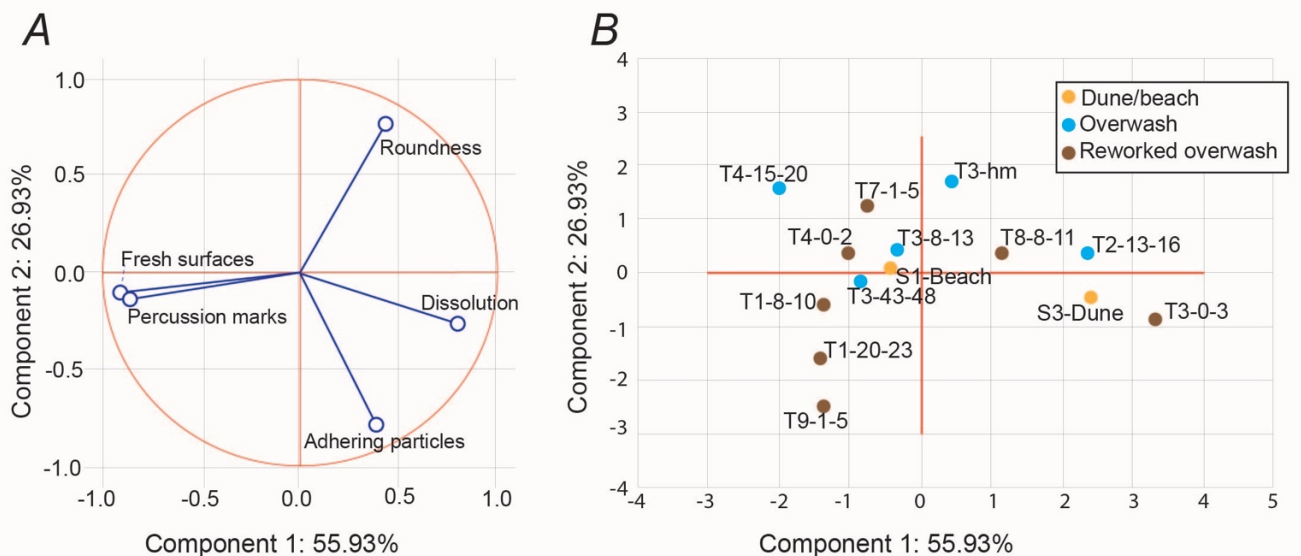 A
1.0
0.5
0.0
-0.5
-1.0
-1.0
-0.5
0.0
0.5
1.0
Component 2: 26.93%
Component 1: 55.93%
Roundness
Fresh surfaces
Percussion marks
Dissolution
Adhering particles
B
4
3
2
1
0
-1
-2
-3
-4
-4
-3
-2
-1
0
1
2
3
4
5
Component 2: 26.93%
Component 1: 55.93%
Dune/beach
Overwash
Reworked overwash
T4-15-20
T3-hm
T7-1-5
T4-0-2
T3-8-13
T8-8-11
T2-13-16
S1-Beach
T3-43-48
T1-8-10
S3-Dune
T3-0-3
T1-20-23
T9-1-5